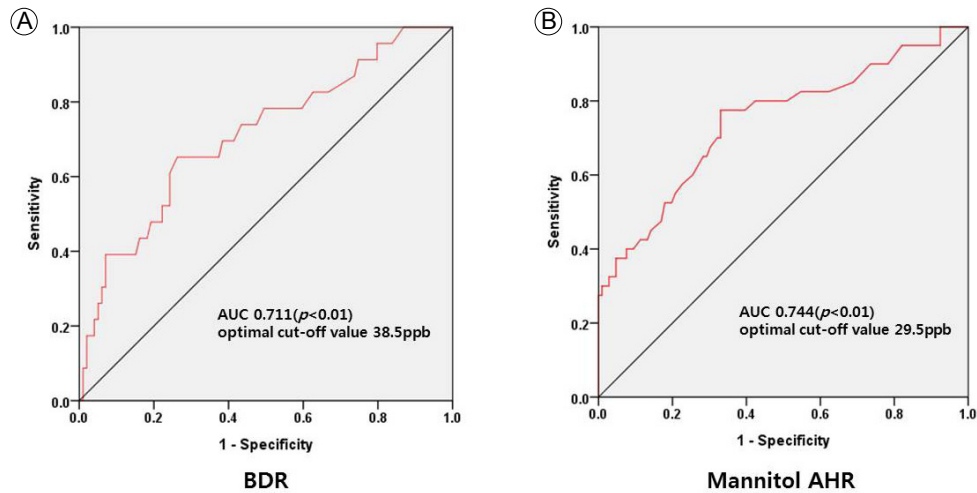 A
1.0
0.8
0.6
0.4
0.2
0.0
Sensitivity
AUC 0.711(p<0.01)
optimal cut-off value 38.5ppb
0.0 0.2 0.4 0.6 0.8 1.0
1 - Specificity
BDR
B
1.0
0.8
0.6
0.4
0.2
0.0
Sensitivity
AUC 0.744(p<0.01)
optimal cut-off value 29.5ppb
0.0 0.2 0.4 0.6 0.8 1.0
1 - Specificity
Mannitol AHR